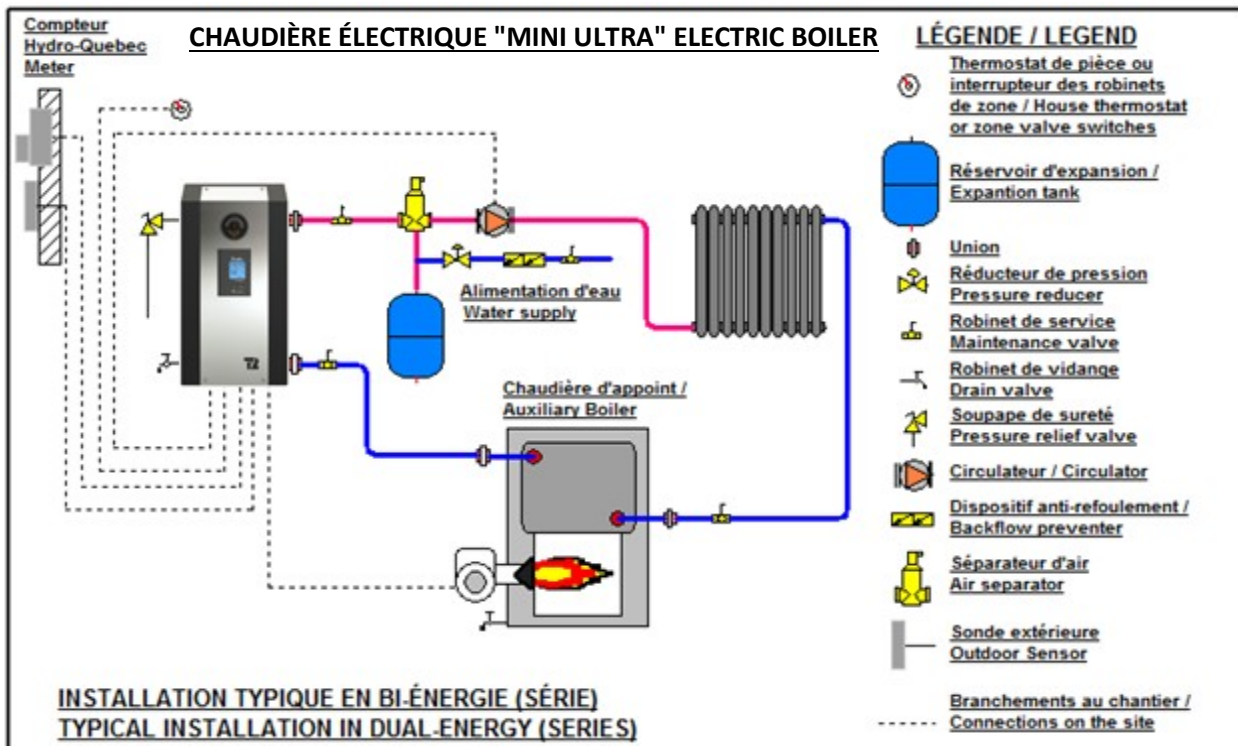 Compteur
Hydro-Quebec
Meter
CHAUDIÈRE ÉLECTRIQUE "MINI ULTRA" ELECTRIC BOILER
LÉGENDE / LEGEND
Thermostat de pièce ou
interrupteur des robinets
de zone / House thermostat
or zone valve switches
Réservoir d'expansion /
Expantion tank
Union
Réducteur de pression
Pressure reducer
Robinet de service
Maintenance valve
Robinet de vidange
Drain valve
Soupape de sureté
Pressure relief valve
Circulateur / Circulator
Dispositif anti-refoulement /
Backflow preventer
Séparateur d'air
Air separator
Sonde extérieure
Outdoor Sensor
Branchements au chantier /
Connections on the site
Alimentation d'eau
Water supply
Chaudière d'appoint /
Auxiliary Boiler
INSTALLATION TYPIQUE EN BI-ÉNERGIE (SÉRIE)
TYPICAL INSTALLATION IN DUAL-ENERGY (SERIES)